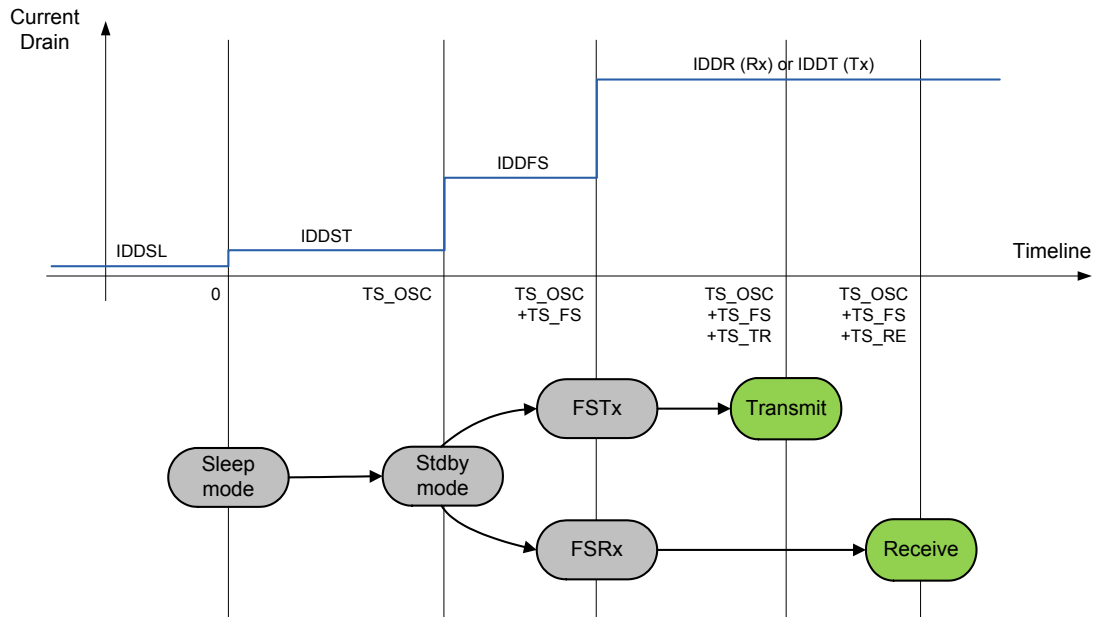 Current
Drain
IDDR (Rx) or IDDT (Tx)
IDDFS
IDDST
IDDSL
Timeline
0
TS_OSC
TS_OSC
+TS_FS
TS_OSC
+TS_FS
+TS_TR
TS_OSC
+TS_FS
+TS_RE
FSTx
Transmit
Sleep
mode
Stdby
mode
FSRx
Receive